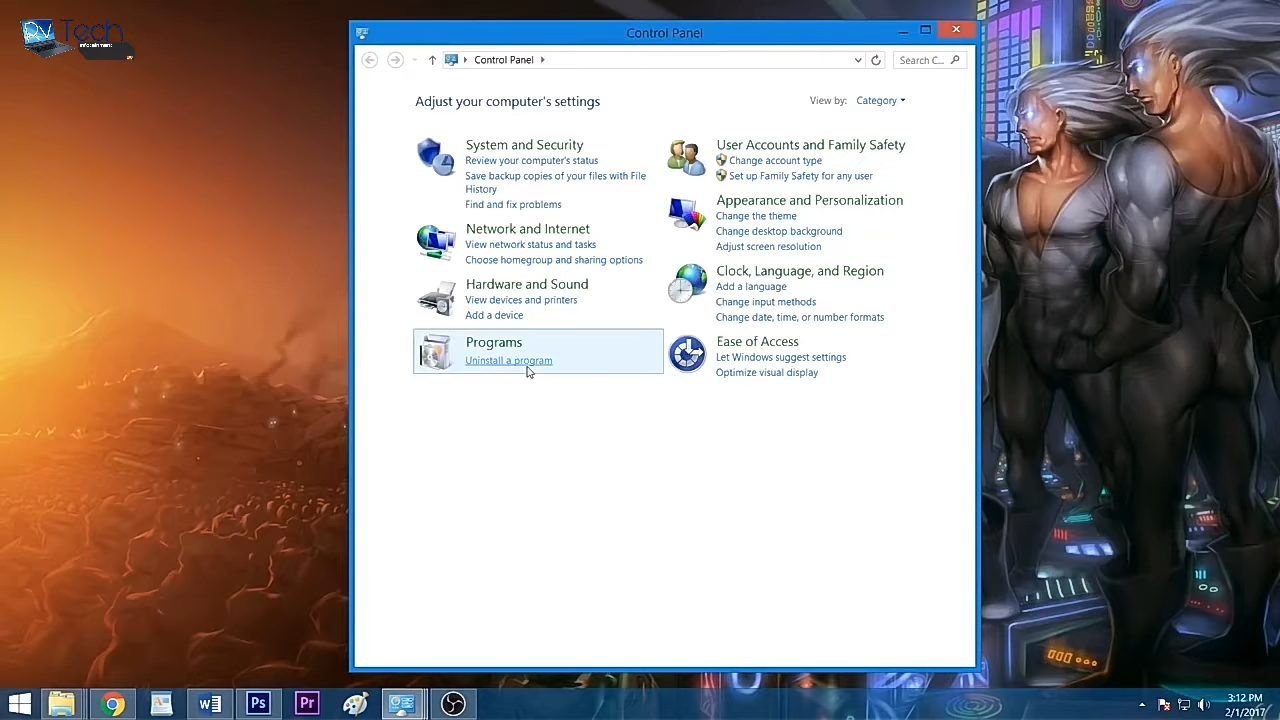 Tech
infotainment
Control Panel
Control Panel
Search C...
Adjust your computer's settings
View by: Category
System and Security
Review your computer's status
Save backup copies of your files with File
History
Find and fix problems
Network and Internet
View network status and tasks
Choose homegroup and sharing options
Hardware and Sound
View devices and printers
Add a device
Programs
Uninstall a program
User Accounts and Family Safety
Change account type
Set up Family Safety for any user
Appearance and Personalization
Change the theme
Change desktop background
Adjust screen resolution
Clock, Language, and Region
Add a language
Change input methods
Change date, time, or number formats
Ease of Access
Let Windows suggest settings
Optimize visual display
Ps
Pr
3:12 PM
2/1/2017